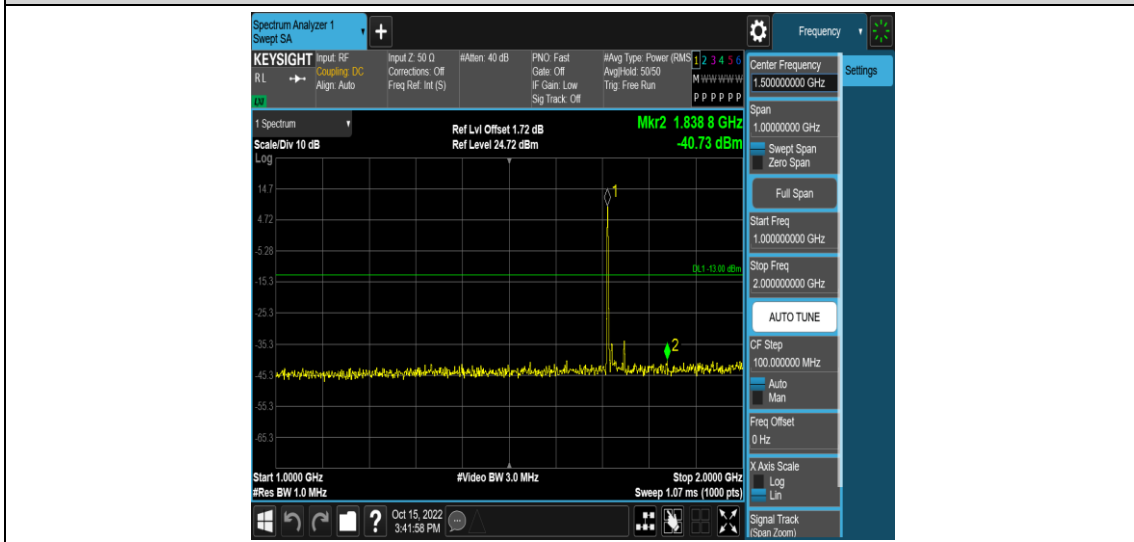 Spectrum Analyzer 1
Swept SA
+
Frequency
KEYSIGHT
RL
Input: RF
Coupling: DC
Align: Auto
Input Z: 50 Ω
Corrections: Off
Freq Ref: Int (S)
#Atten: 40 dB
PNO: Fast
Gate: Off
IF Gain: Low
Sig Track: Off
#Avg Type: Power (RMS
Avg|Hold: 50/50
Trig: Free Run
1 2 3 4 5 6
M W W W W W
P P P P P P
1 Spectrum
Scale/Div 10 dB
Log
Ref Lvl Offset 1.72 dB
Ref Level 24.72 dBm
Mkr2 1.838 8 GHz
-40.73 dBm
1
14.7
4.72
-5.28
DL1 -13.00 dBm
-15.3
-25.3
-35.3
2
-45.3
-55.3
-65.3
Start 1.0000 GHz
#Res BW 1.0 MHz
#Video BW 3.0 MHz
Stop 2.0000 GHz
Sweep 1.07 ms (1000 pts)
?
Oct 15, 2022
3:41:58 PM
Center Frequency
1.500000000 GHz
Settings
Span
1.00000000 GHz
Swept Span
Zero Span
Full Span
Start Freq
1.000000000 GHz
Stop Freq
2.000000000 GHz
AUTO TUNE
CF Step
100.000000 MHz
Auto
Man
Freq Offset
0 Hz
X Axis Scale
Log
Lin
Signal Track
(Span Zoom)